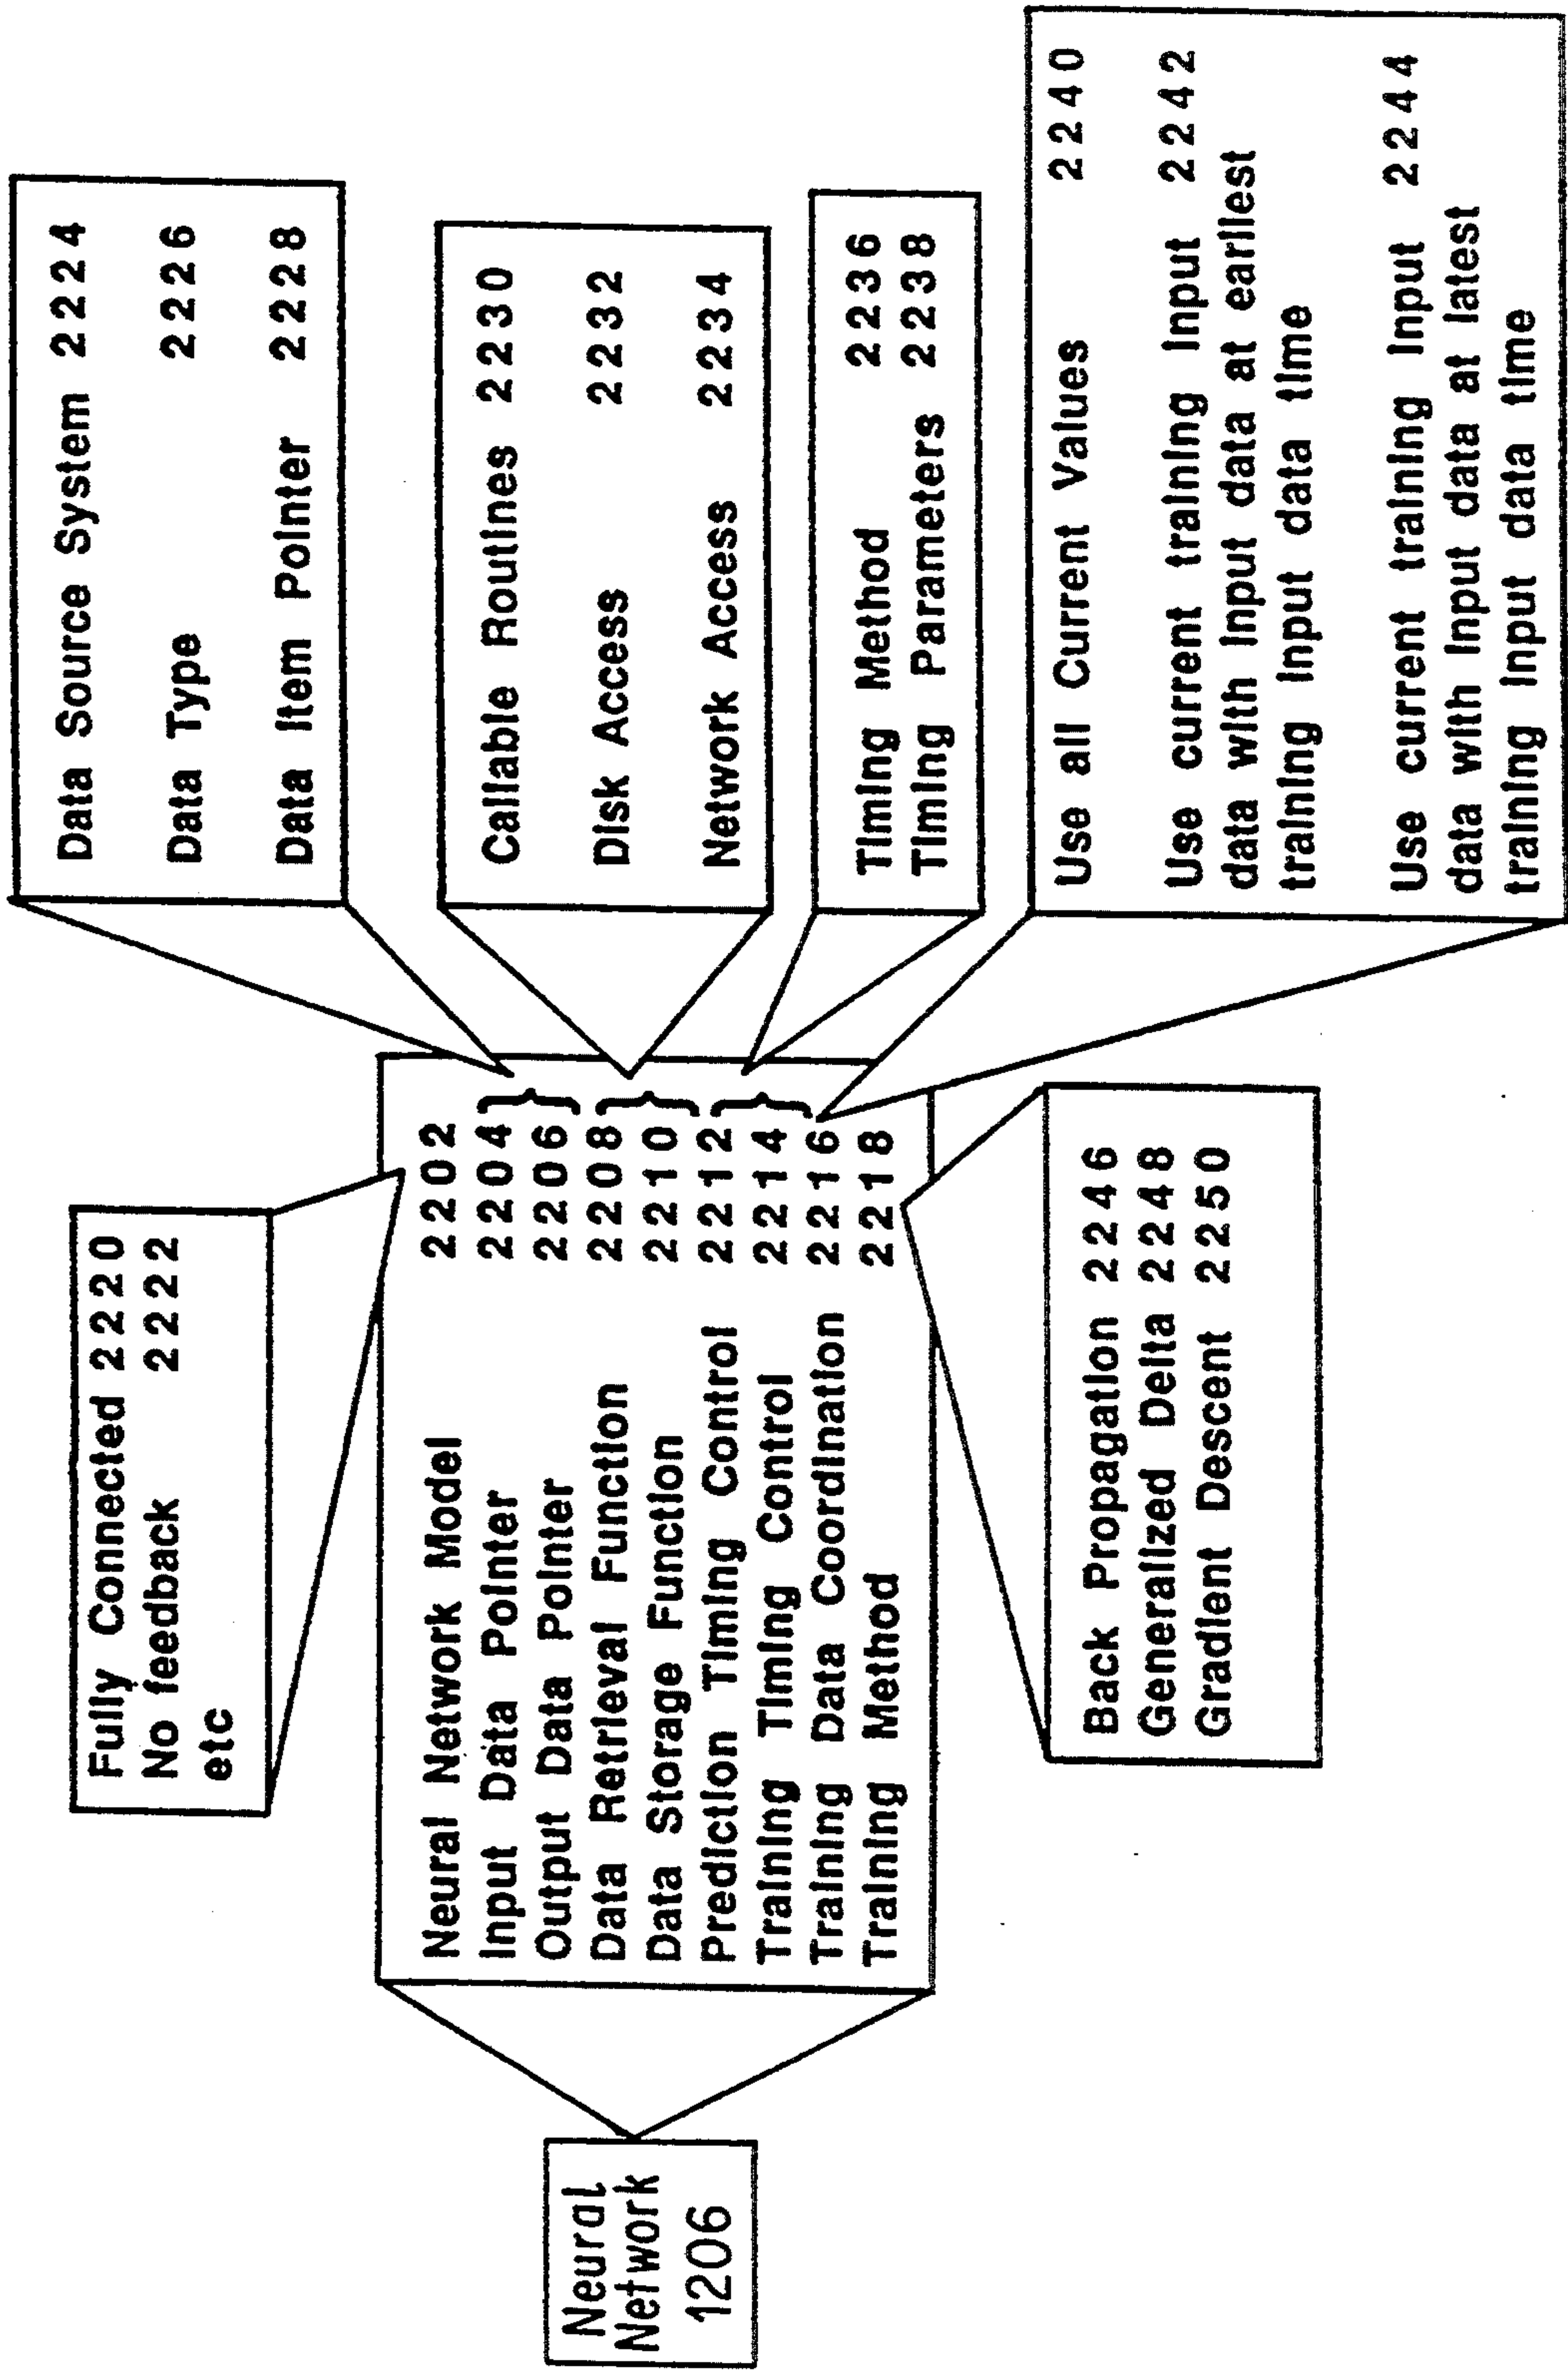 Neural
Network
1206
Fully Connected 2220
No feedback 2222
etc
Neural Network Model 2202
Input Data Pointer 2204
Output Data Pointer 2206
Data Retrieval Function 2208
Data Storage Function 2210
Prediction Timing Control 2212
Training Timing Control 2214
Training Data Coordination 2216
Training Method 2218
Back Propagation 2246
Generalized Delta 2248
Gradient Descent 2250
Data Source System 2224
Data Type 2226
Data Item Pointer 2228
Callable Routines 2230
Disk Access 2232
Network Access 2234
Timing Method 2236
Timing Parameters 2238
Use all Current Values 2240
Use current training Input 2242
data with Input data at earliest
training Input data time
Use current training Input 2244
data with Input data at latest
training Input data time